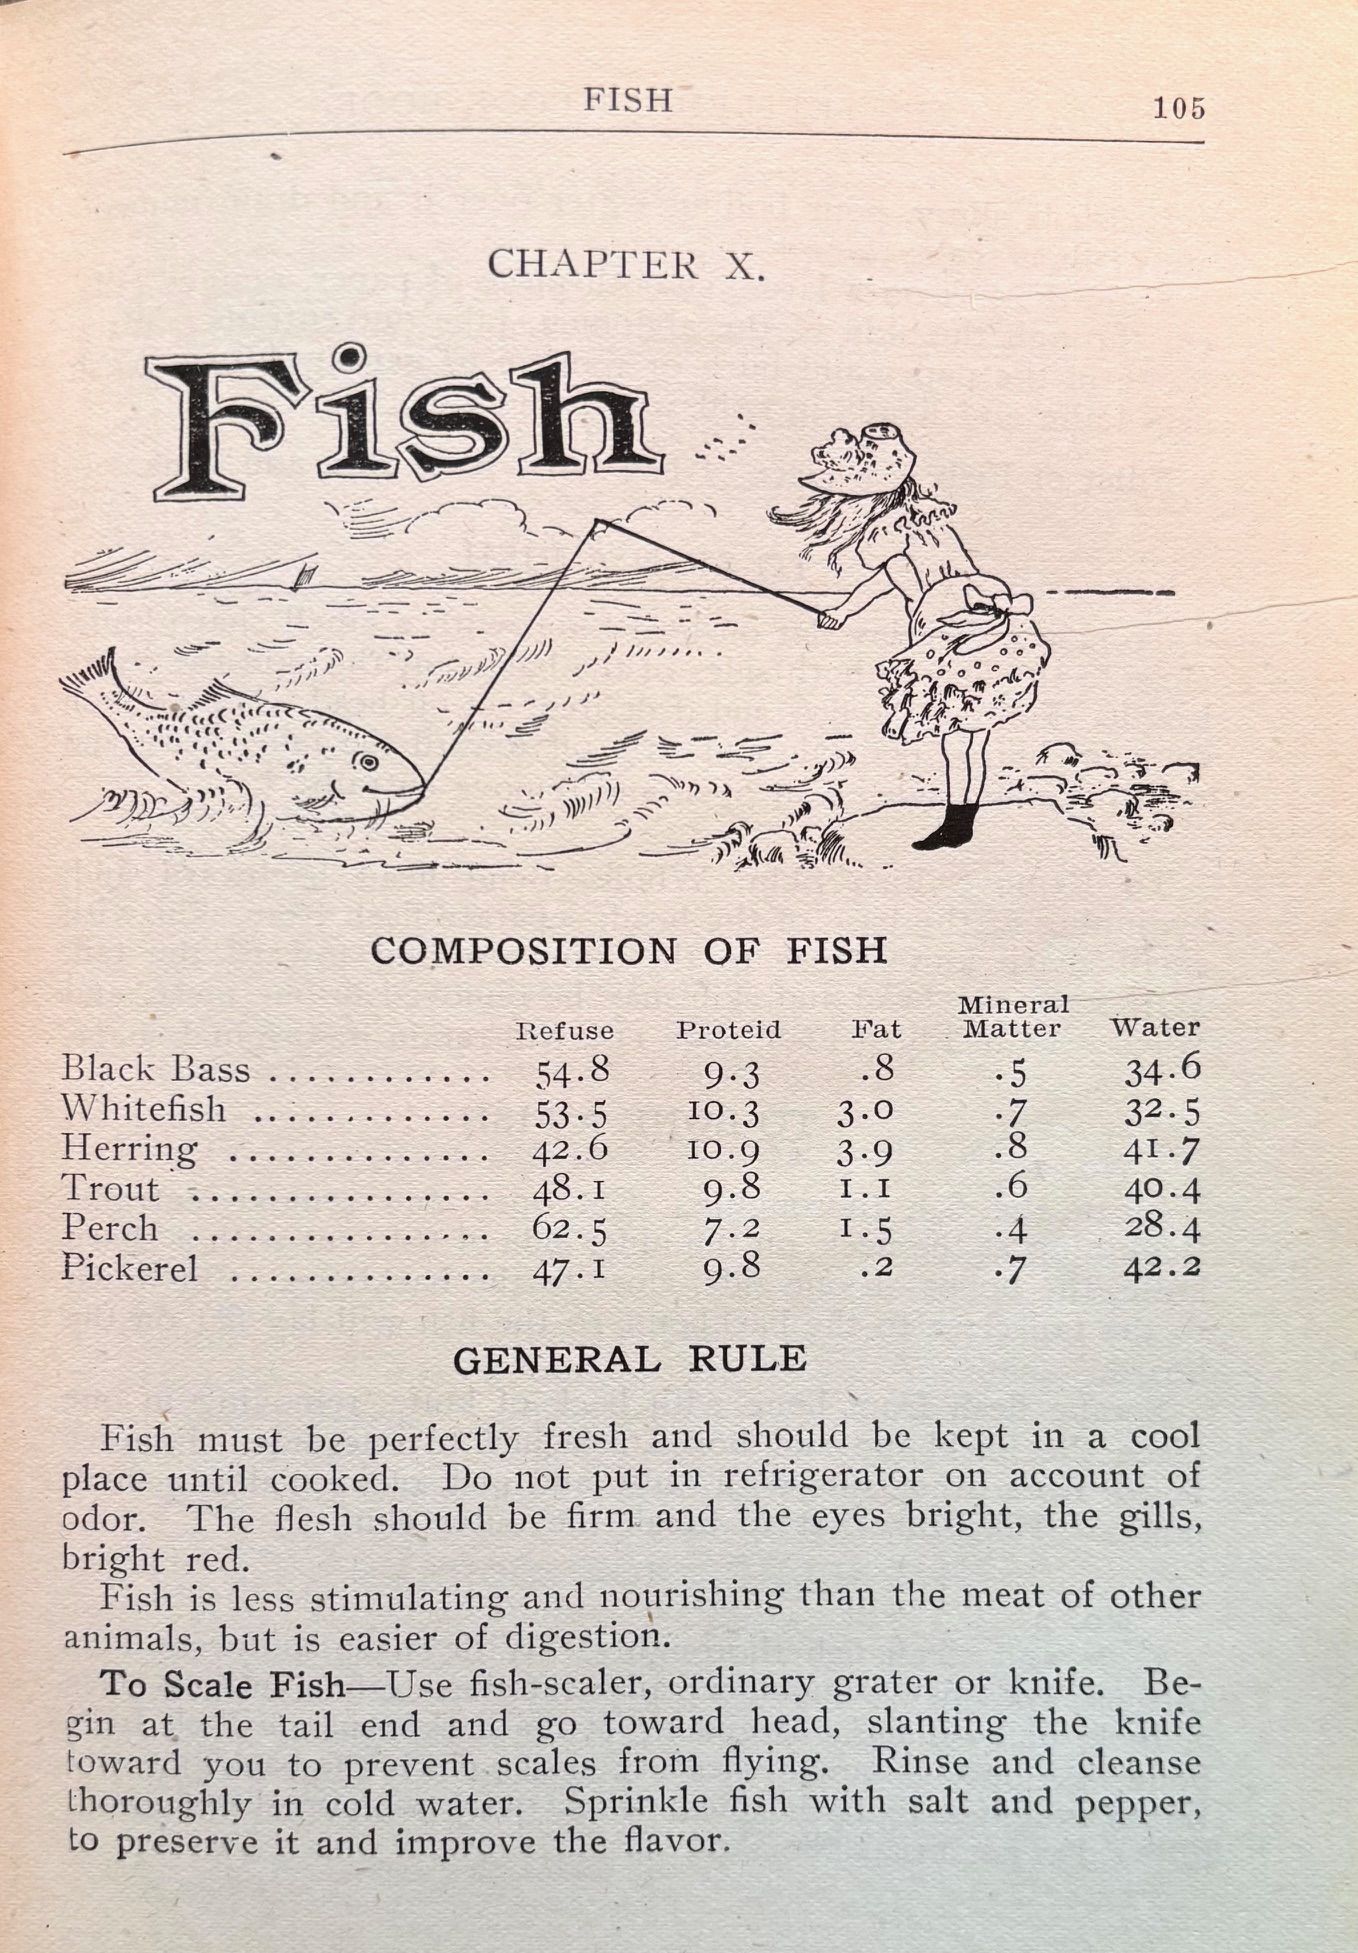 FISH 105
CHAPTER X.
Fish
COMPOSITION OF FISH
Refuse Proteid Fat Mineral Matter Water
Black Bass ............ 54.8 9.3 .8 .5 34.6
Whitefish ............. 53.5 10.3 3.0 .7 32.5
Herring .............. 42.6 10.9 3.9 .8 41.7
Trout ................ 48.1 9.8 1.1 .6 40.4
Perch ................ 62.5 7.2 1.5 .4 28.4
Pickerel .............. 47.1 9.8 .2 .7 42.2
GENERAL RULE
Fish must be perfectly fresh and should be kept in a cool
place until cooked. Do not put in refrigerator on account of
odor. The flesh should be firm and the eyes bright, the gills,
bright red.
Fish is less stimulating and nourishing than the meat of other
animals, but is easier of digestion.
To Scale Fish—Use fish-scaler, ordinary grater or knife. Be-
gin at the tail end and go toward head, slanting the knife
toward you to prevent scales from flying. Rinse and cleanse
thoroughly in cold water. Sprinkle fish with salt and pepper,
to preserve it and improve the flavor.